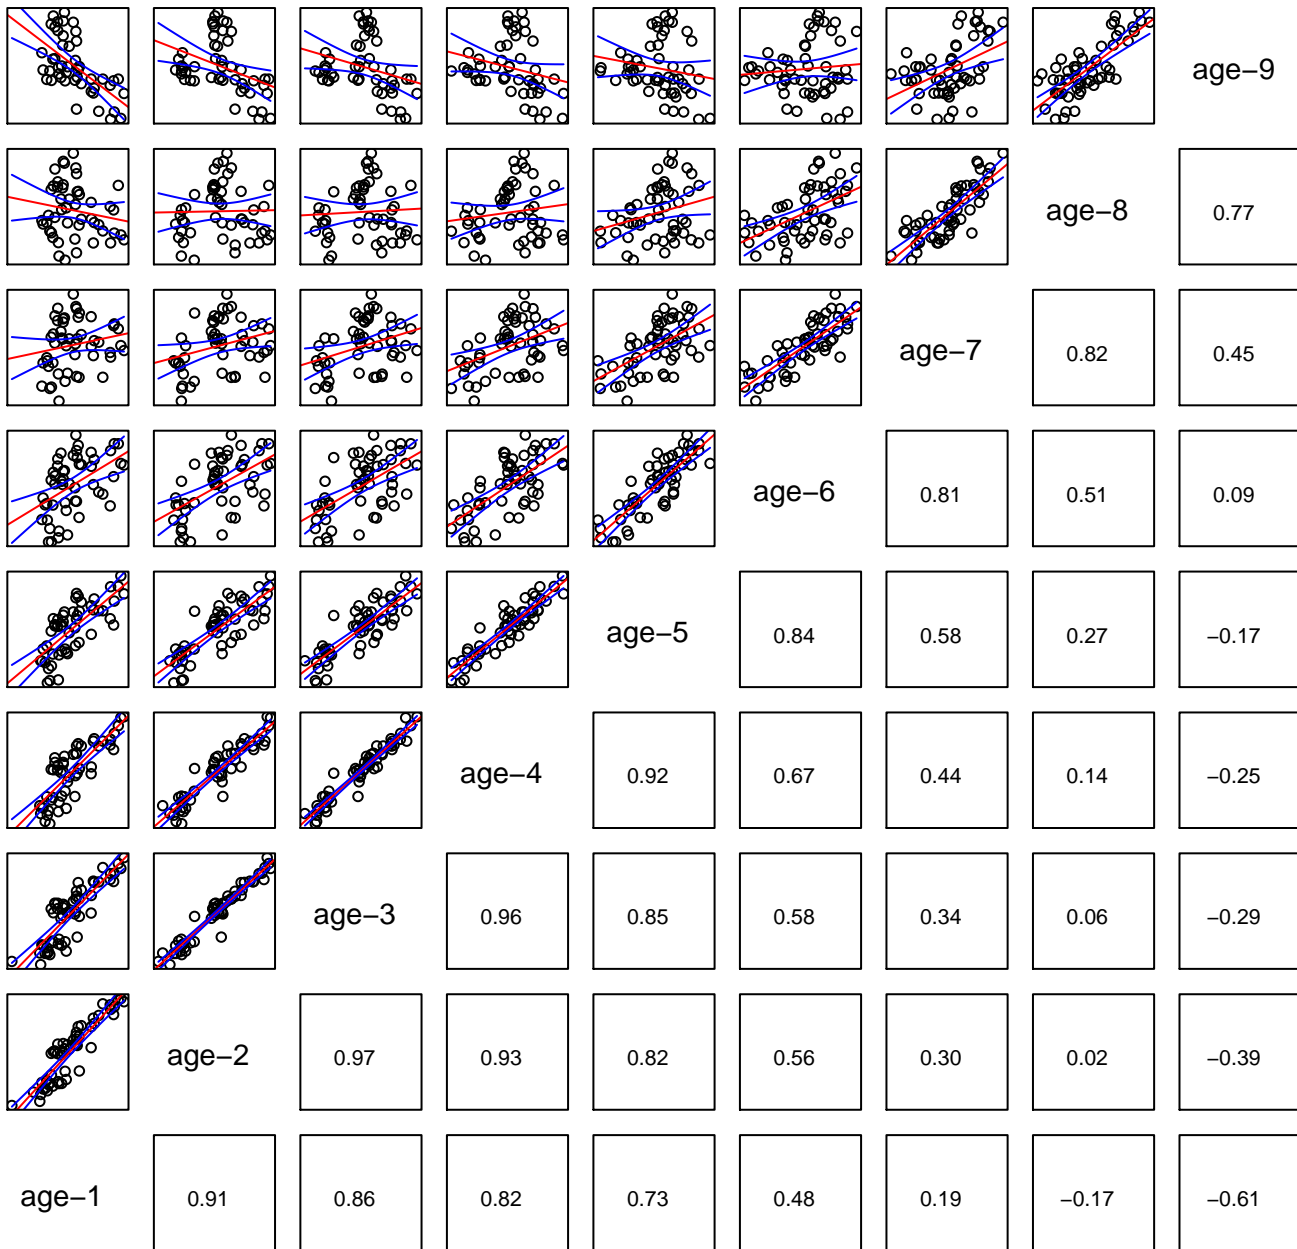 age−9
age−8 0.77
age−7 0.82 0.45
age−6 0.81 0.51 0.09
age−5 0.84 0.58 0.27 −0.17
age−4 0.92 0.67 0.44 0.14 −0.25
age−3 0.96 0.85 0.58 0.34 0.06 −0.29
age−2 0.97 0.93 0.82 0.56 0.30 0.02 −0.39
age−1 0.91 0.86 0.82 0.73 0.48 0.19 −0.17 −0.61